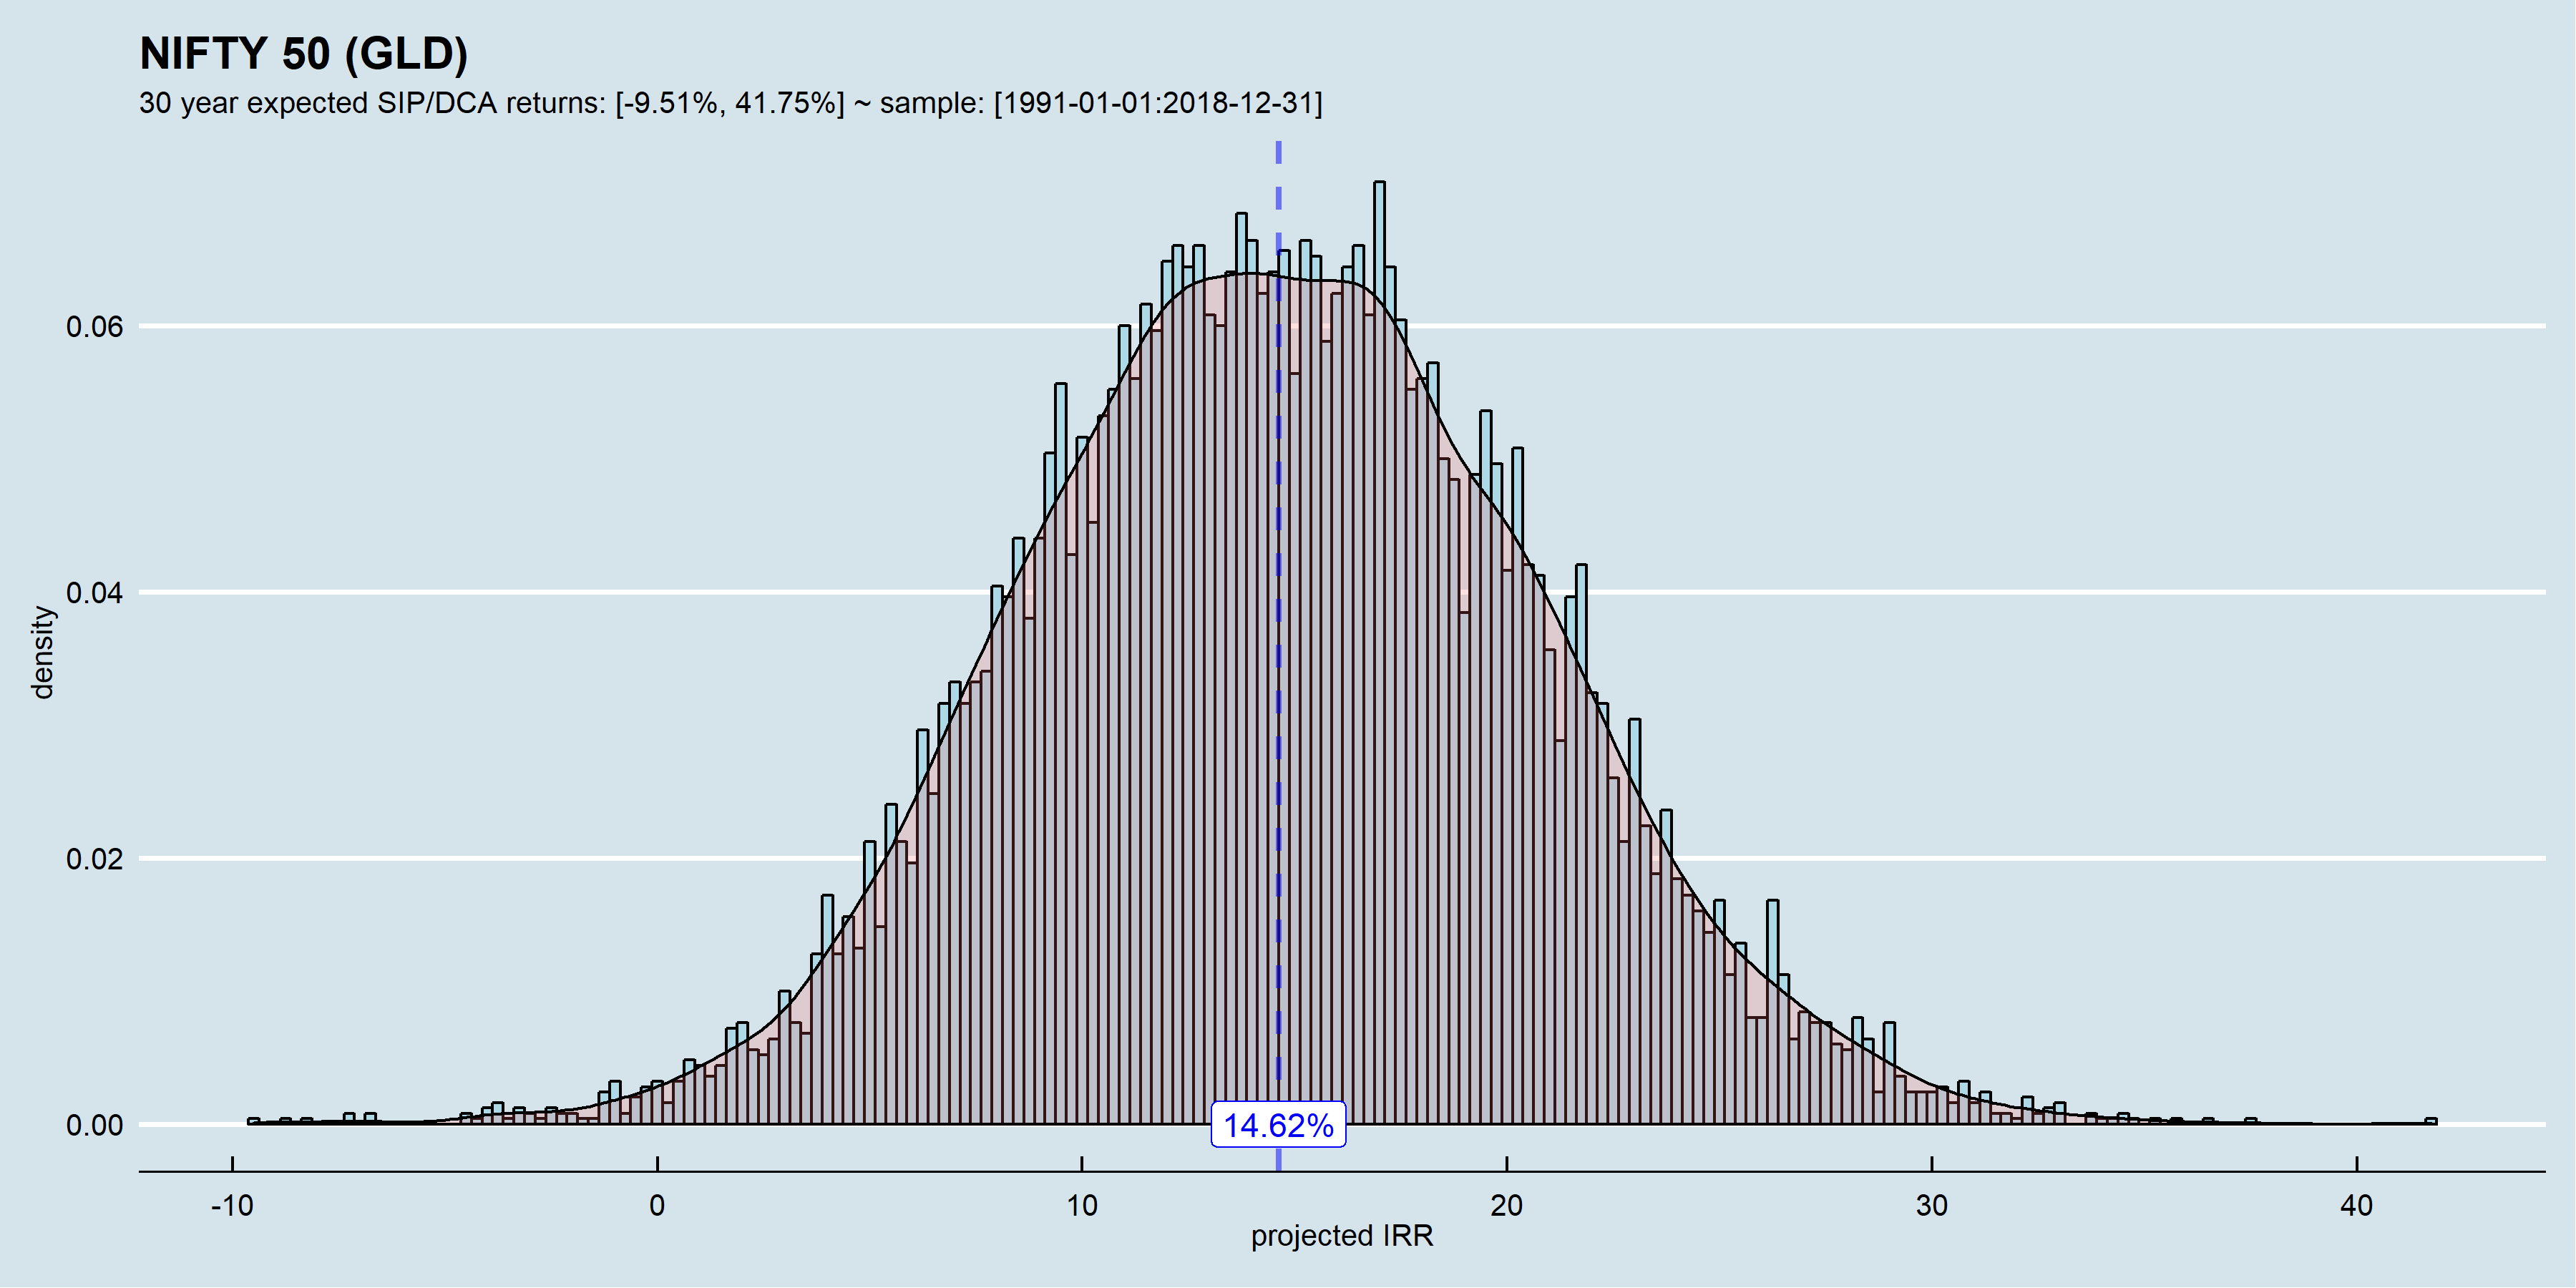 NIFTY 50 (GLD)
30 year expected SIP/DCA returns: [-9.51%, 41.75%] ~ sample: [1991-01-01:2018-12-31]
0.06
0.04
0.02
0.00
density
14.62%
-10 0 10 20 30 40
projected IRR